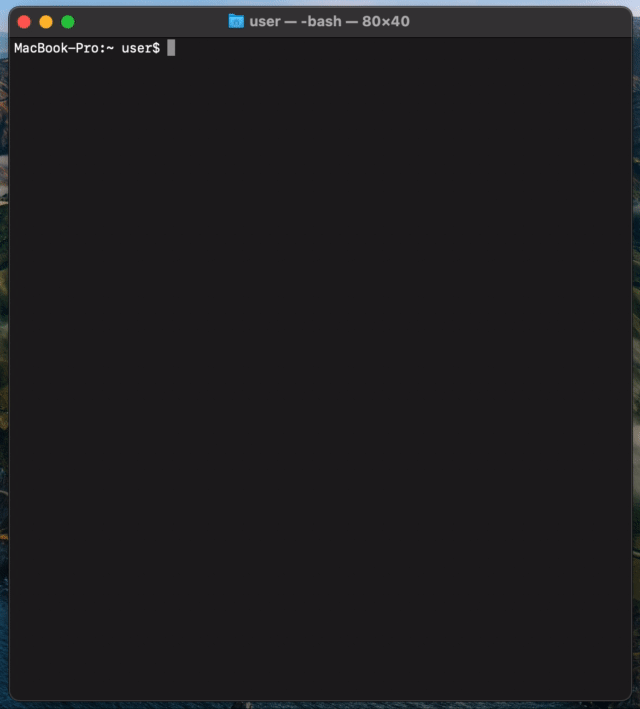 user — -bash — 80×40
MacBook-Pro:~ user$